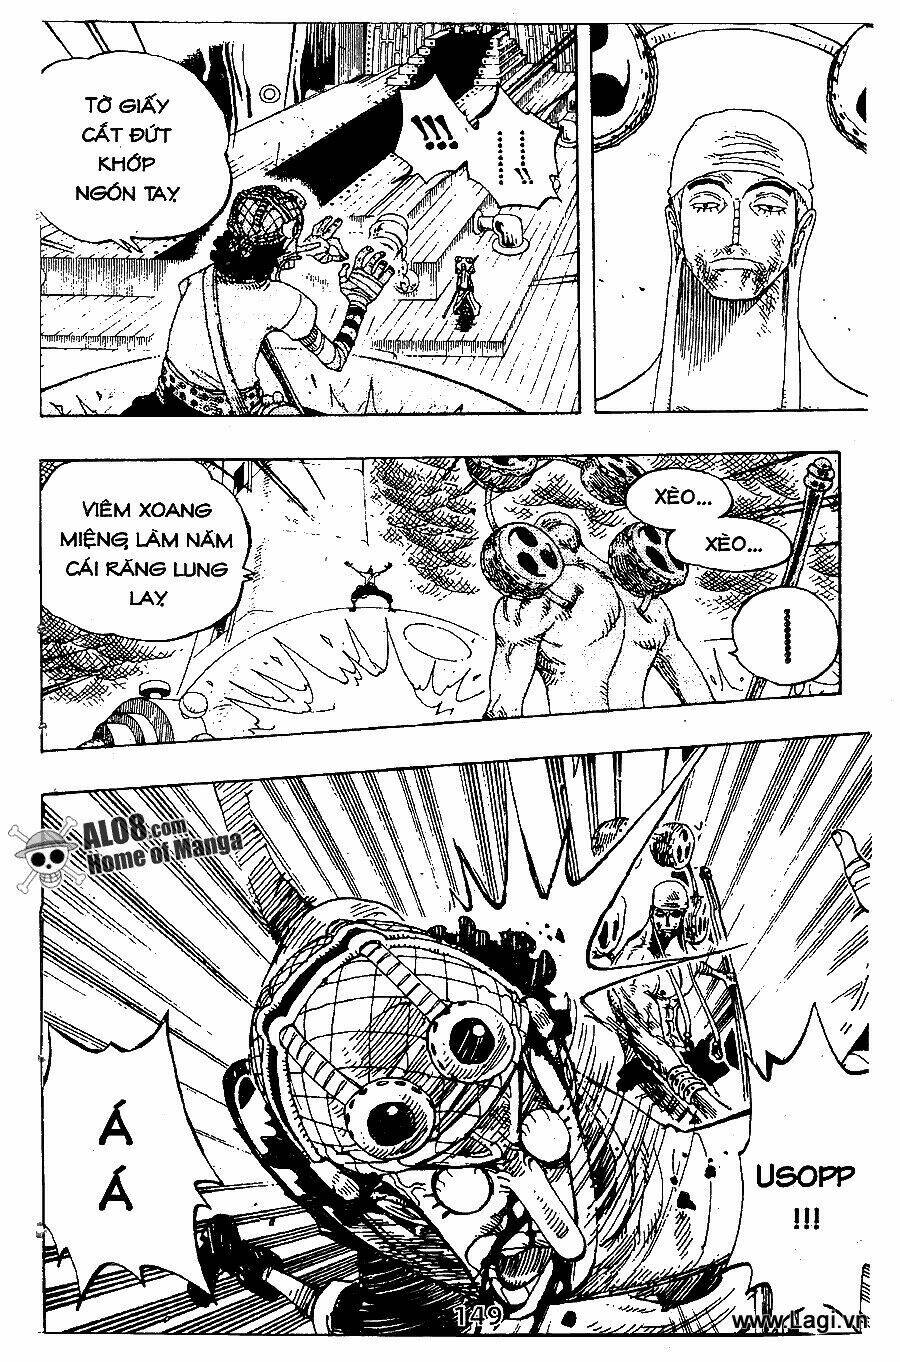 TỜ GIẤY
CẮT ĐỨT
KHỚP
NGÓN TAY.
!!!
......!!
VIÊM XOANG
MIỆNG, LÀM NĂM
CÁI RĂNG LUNG
LAY.
XÈO...
XÈO...
........
Á
Á
USOPP
!!!
AL08.com
Home of Manga
149
www.Lagi.vn